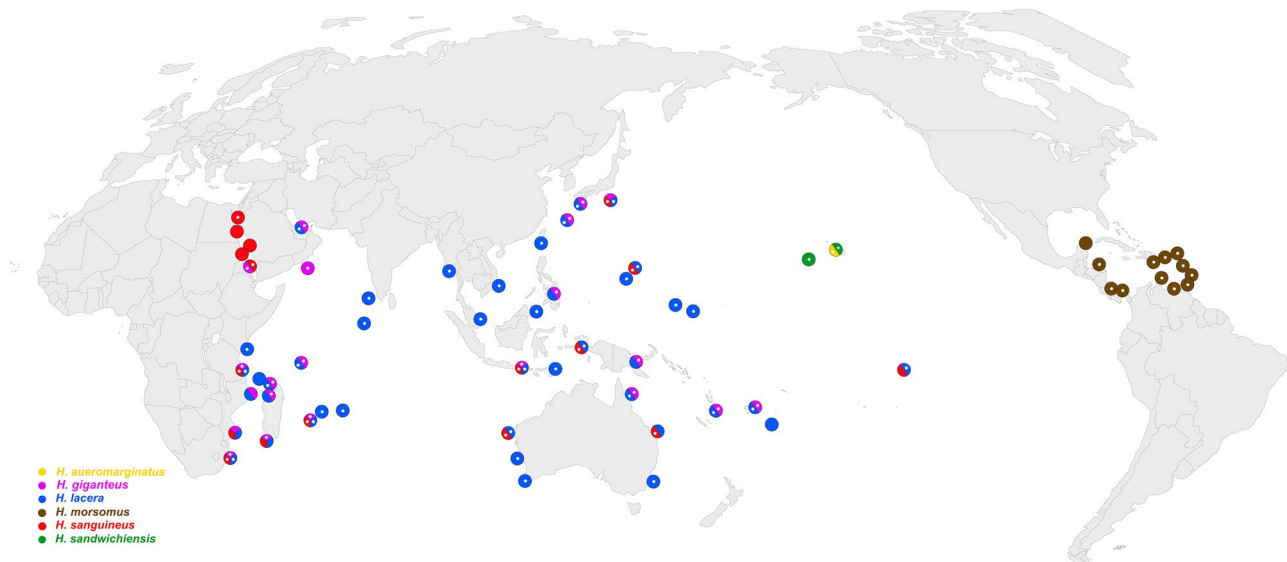 H. aueromarginatus
H. giganteus
H. lacera
H. morsomus
H. sanguineus
H. sandwichiensis